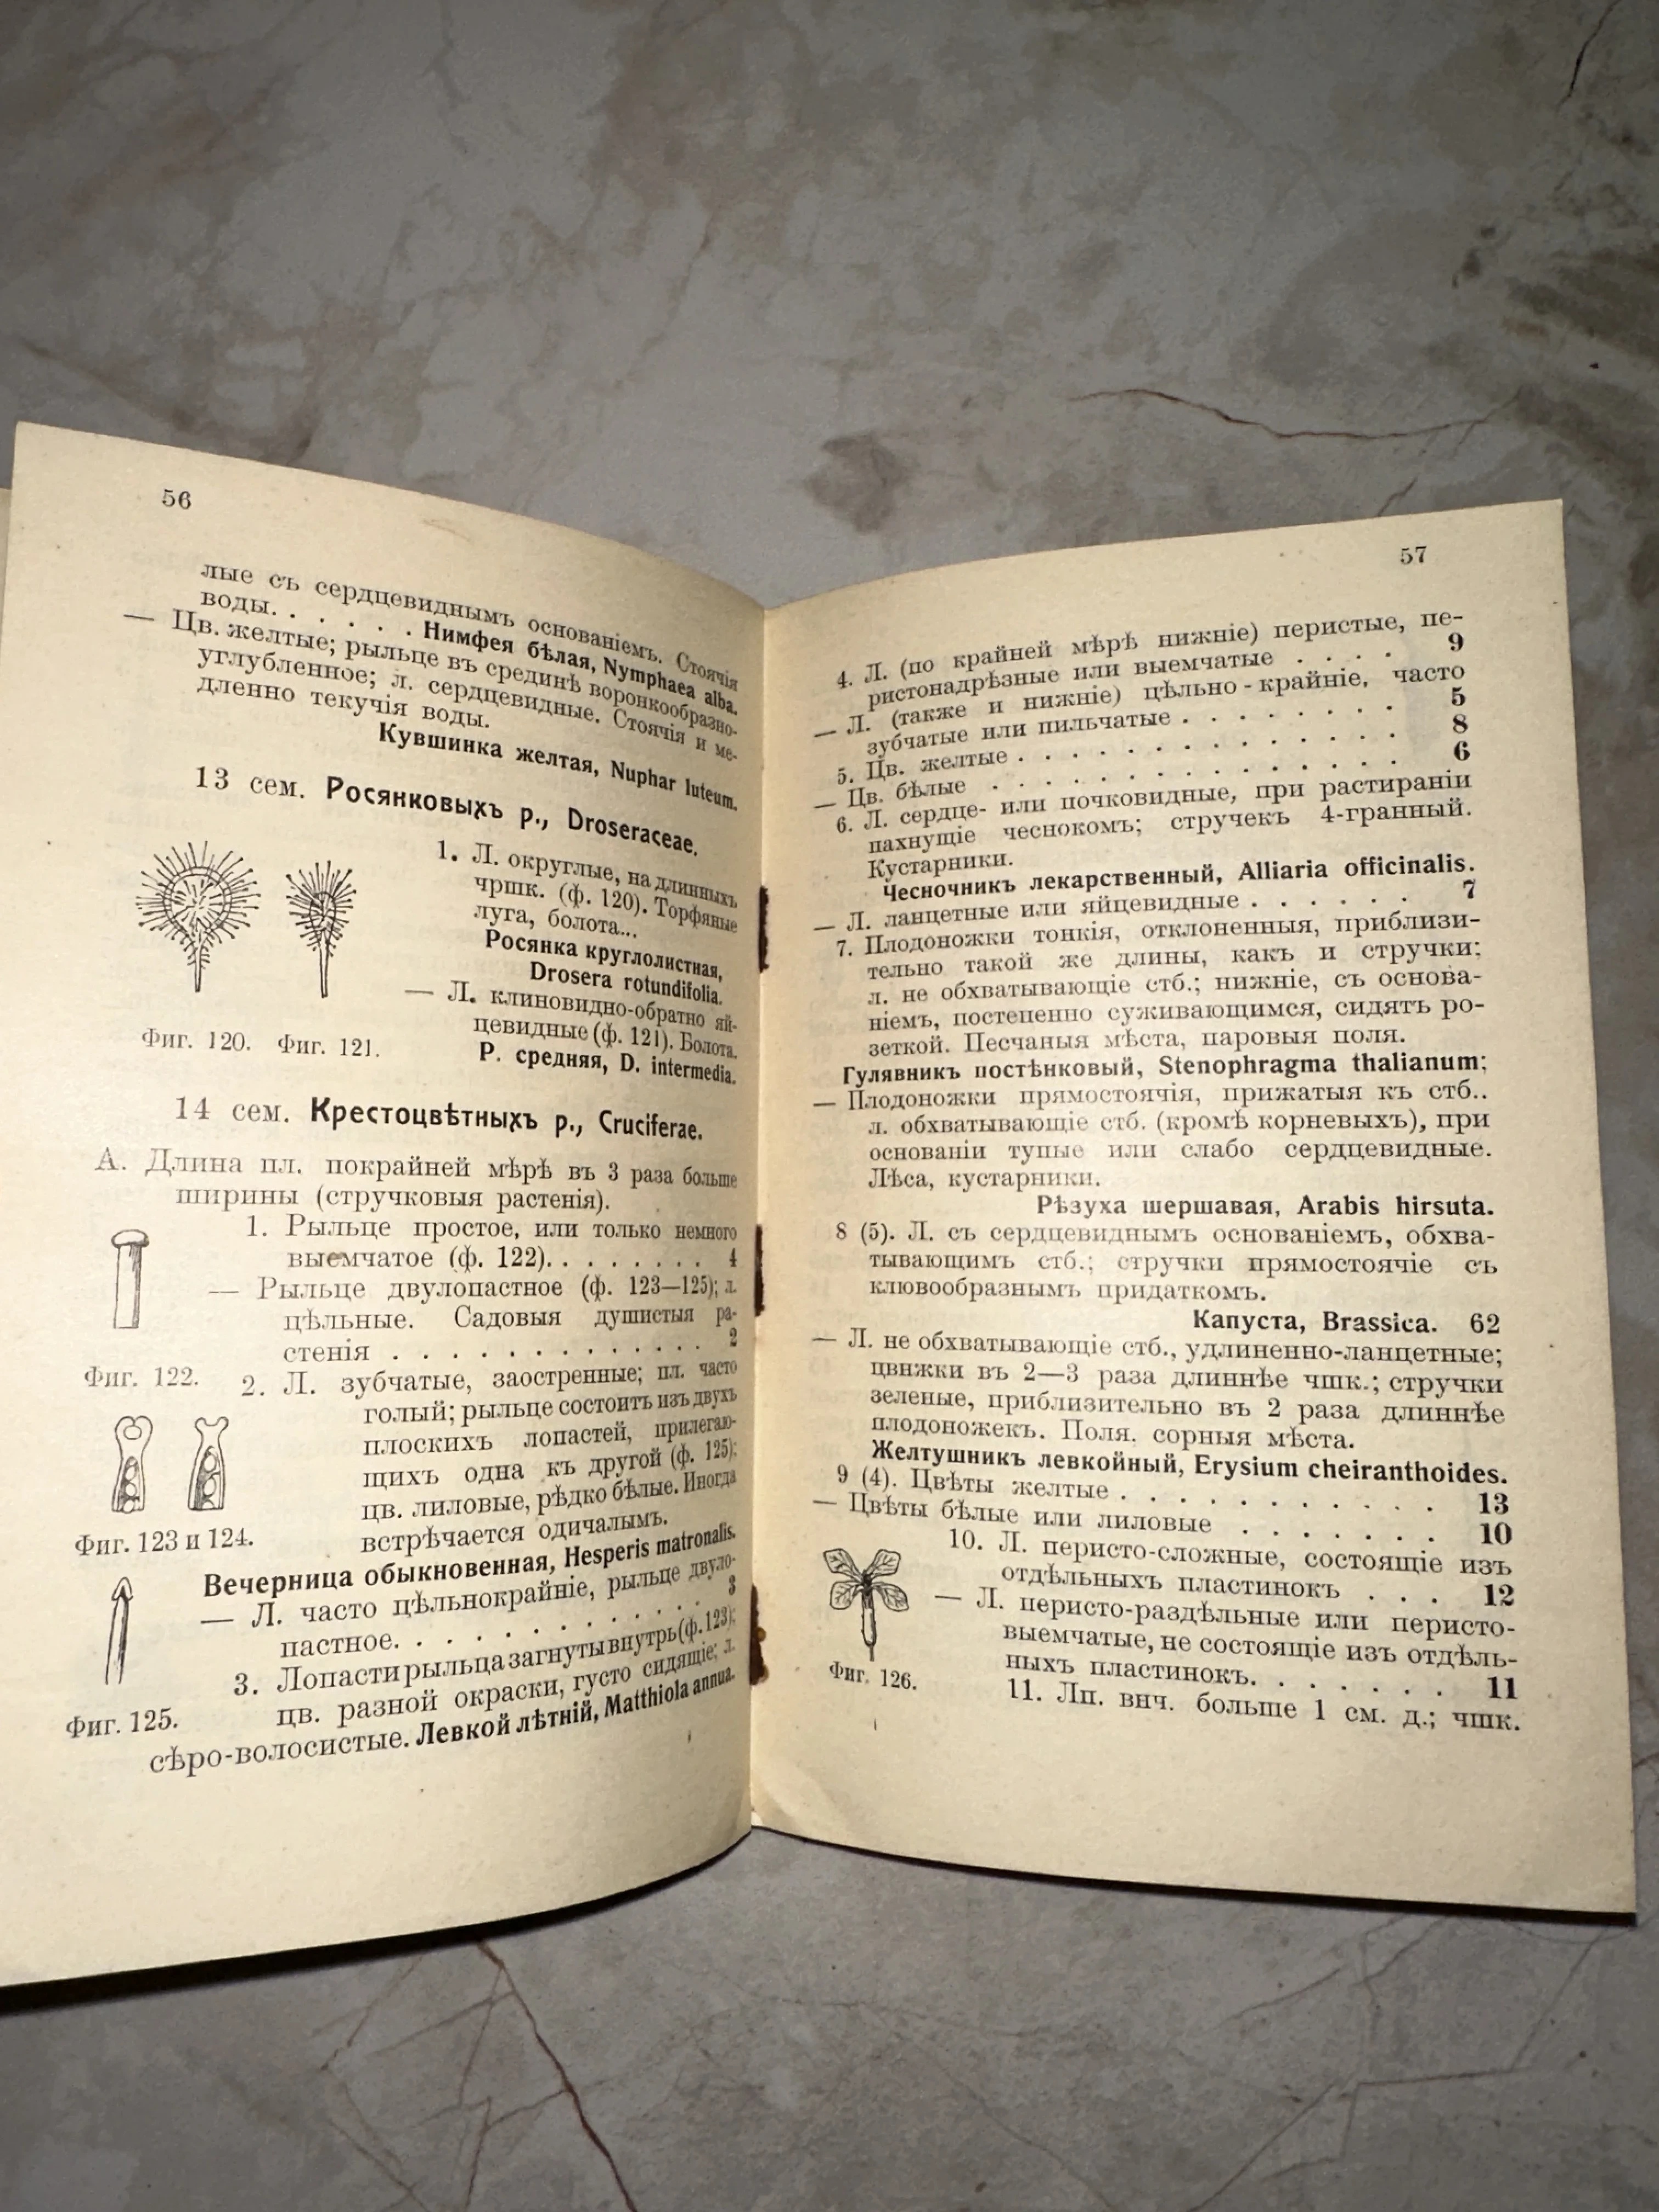 56
лые съ сердцевиднымъ основаніемъ. Стоячія
воды. . . . . . Нимфея бѣлая, Nymphaea alba.
— Цв. желтые; рыльце въ срединѣ воронкообразно-
углубленное; л. сердцевидные. Стоячія и ме-
дленно текучія воды.
Кувшинка желтая, Nuphar luteum.
13 сем. Росянковыхъ р., Droseraceae.
1. Л. округлые, на длинныхъ
чршк. (ф. 120). Торфяные
луга, болота...
Росянка круглолистная,
Drosera rotundifolia.
— Л. клиновидно-обратно яй-
цевидные (ф. 121). Болота.
Р. средняя, D. intermedia.
Фиг. 120. Фиг. 121.
14 сем. Крестоцвѣтныхъ р., Cruciferae.
А. Длина пл. покрайней мѣрѣ въ 3 раза больше
ширины (стручковыя растенія).
1. Рыльце простое, или только немного
выемчатое (ф. 122). . . . . . . . 4
— Рыльце двулопастное (ф. 123—125); л.
цѣльные. Садовыя душистыя ра-
стенія . . . . . . . . . . . . . 2
Фиг. 122.
2. Л. зубчатые, заостренные; пл. часто
голый; рыльце состоитъ изъ двухъ
плоскихъ лопастей, прилегаю-
щихъ одна къ другой (ф. 125);
цв. лиловые, рѣдко бѣлые. Иногда
встрѣчается одичалымъ.
Фиг. 123 и 124.
Вечерница обыкновенная, Hesperis matronalis.
— Л. часто цѣльнокрайніе, рыльце двуло-
пастное. . . . . . . . . . . . 3
3. Лопасти рыльца загнуты внутрь (ф. 123);
цв. разной окраски, густо сидящіе; л.
Фиг. 125.
сѣро-волосистые. Левкой лѣтній, Matthiola annua.
57
4. Л. (по крайней мѣрѣ нижніе) перистые, пе-
ристонадрѣзные или выемчатые . . . . 9
— Л. (также и нижніе) цѣльно-крайніе, часто
зубчатые или пильчатые . . . . . . . . 5
5. Цв. желтые . . . . . . . . . . . . . . 8
— Цв. бѣлые . . . . . . . . . . . . . . . 6
6. Л. сердце- или почковидные, при растираніи
пахнущіе чеснокомъ; стручекъ 4-гранный.
Кустарники.
Чесночникъ лекарственный, Alliaria officinalis.
— Л. ланцетные или яйцевидные . . . . . . 7
7. Плодоножки тонкія, отклоненныя, приблизи-
тельно такой же длины, какъ и стручки;
л. не обхватывающіе стб.; нижніе, съ основа-
ніемъ, постепенно суживающимся, сидятъ ро-
зеткой. Песчаныя мѣста, паровыя поля.
Гулявникъ постѣнковый, Stenophragma thalianum;
— Плодоножки прямостоячія, прижатыя къ стб..
л. обхватывающіе стб. (кромѣ корневыхъ), при
основаніи тупые или слабо сердцевидные.
Лѣса, кустарники.
Рѣзуха шершавая, Arabis hirsuta.
8 (5). Л. съ сердцевиднымъ основаніемъ, обхва-
тывающимъ стб.; стручки прямостоячіе съ
клювообразнымъ придаткомъ.
Капуста, Brassica. 62
— Л. не обхватывающіе стб., удлиненно-ланцетные;
цвнжки въ 2—3 раза длиннѣе чшк.; стручки
зеленые, приблизительно въ 2 раза длиннѣе
плодоножекъ. Поля. сорныя мѣста.
Желтушникъ левкойный, Erysium cheiranthoides.
9 (4). Цвѣты желтые . . . . . . . . . . . 13
— Цвѣты бѣлые или лиловые . . . . . . . 10
10. Л. перисто-сложные, состоящіе изъ
отдѣльныхъ пластинокъ . . . 12
— Л. перисто-раздѣльные или перисто-
выемчатые, не состоящіе изъ отдѣль-
ныхъ пластинокъ. . . . . . . 11
Фиг. 126.
11. Лп. внч. больше 1 см. д.; чшк.